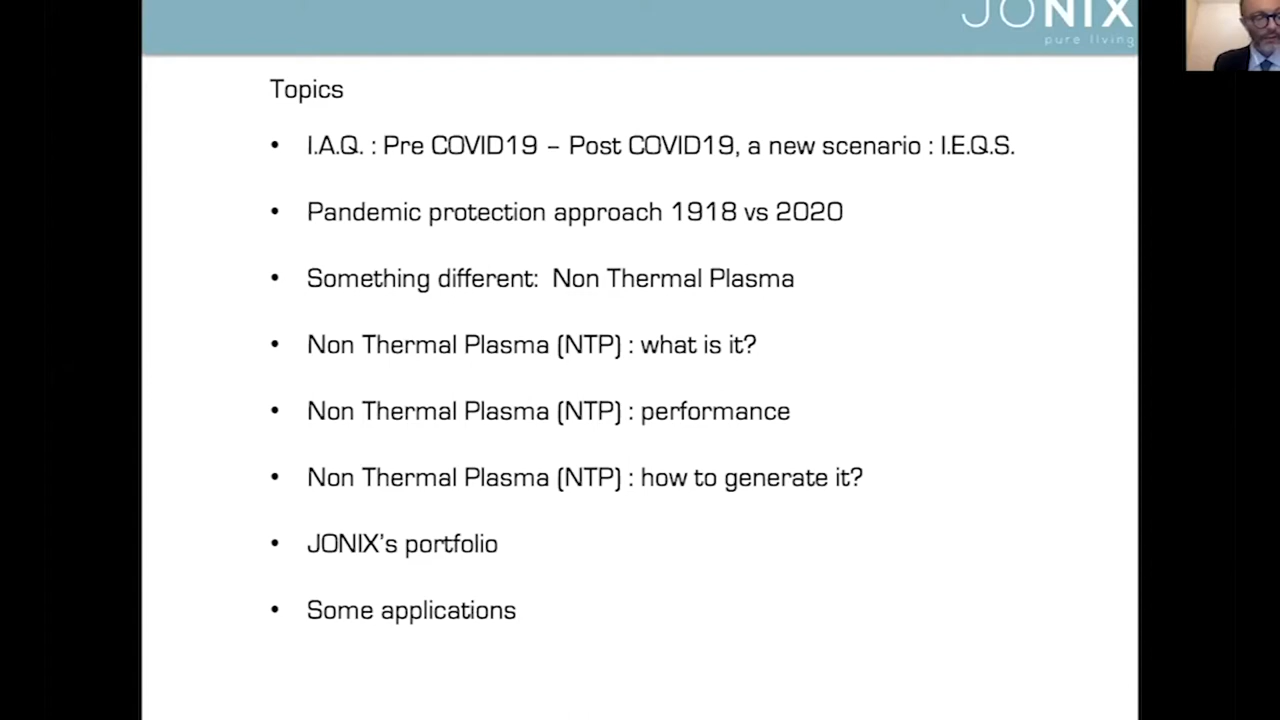 JONIX
pure living
Topics
• I.A.Q. : Pre COVID19 – Post COVID19, a new scenario : I.E.Q.S.
• Pandemic protection approach 1918 vs 2020
• Something different: Non Thermal Plasma
• Non Thermal Plasma (NTP) : what is it?
• Non Thermal Plasma (NTP) : performance
• Non Thermal Plasma (NTP) : how to generate it?
• JONIX's portfolio
• Some applications